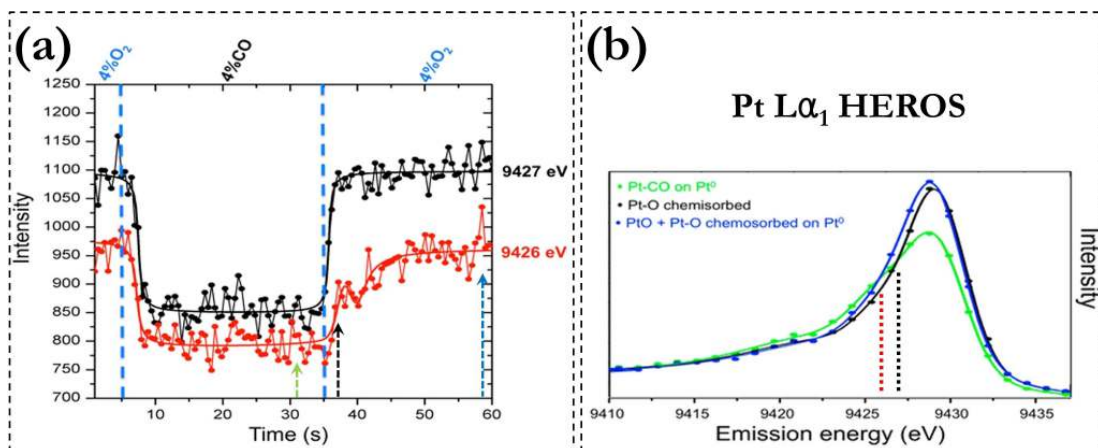 (a)
4%O₂
4%CO
4%O₂
1250
1200
1150
1100
1050
1000
950
900
850
800
750
700
Intensity
9427 eV
9426 eV
10
20
30
40
50
60
Time (s)
(b)
Pt Lα₁ HEROS
Pt-CO on Pt⁰
Pt-O chemisorbed
PtO + Pt-O chemosorbed on Pt⁰
Intensity
9410
9415
9420
9425
9430
9435
Emission energy (eV)